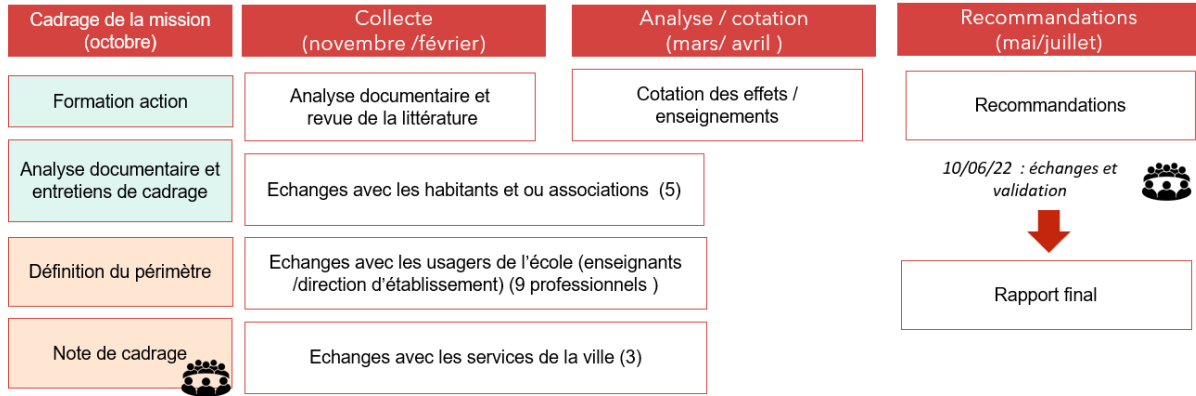 Cadrage de la mission
(octobre)
Formation action
Analyse documentaire et
entretiens de cadrage
Définition du périmètre
Note de cadrage
Collecte
(novembre /février)
Analyse documentaire et
revue de la littérature
Echanges avec les habitants et ou associations (5)
Echanges avec les usagers de l'école (enseignants
/direction d'établissement) (9 professionnels )
Echanges avec les services de la ville (3)
Analyse / cotation
(mars/ avril )
Cotation des effets /
enseignements
Recommandations
(mai/juillet)
Recommandations
10/06/22 : échanges et
validation
Rapport final